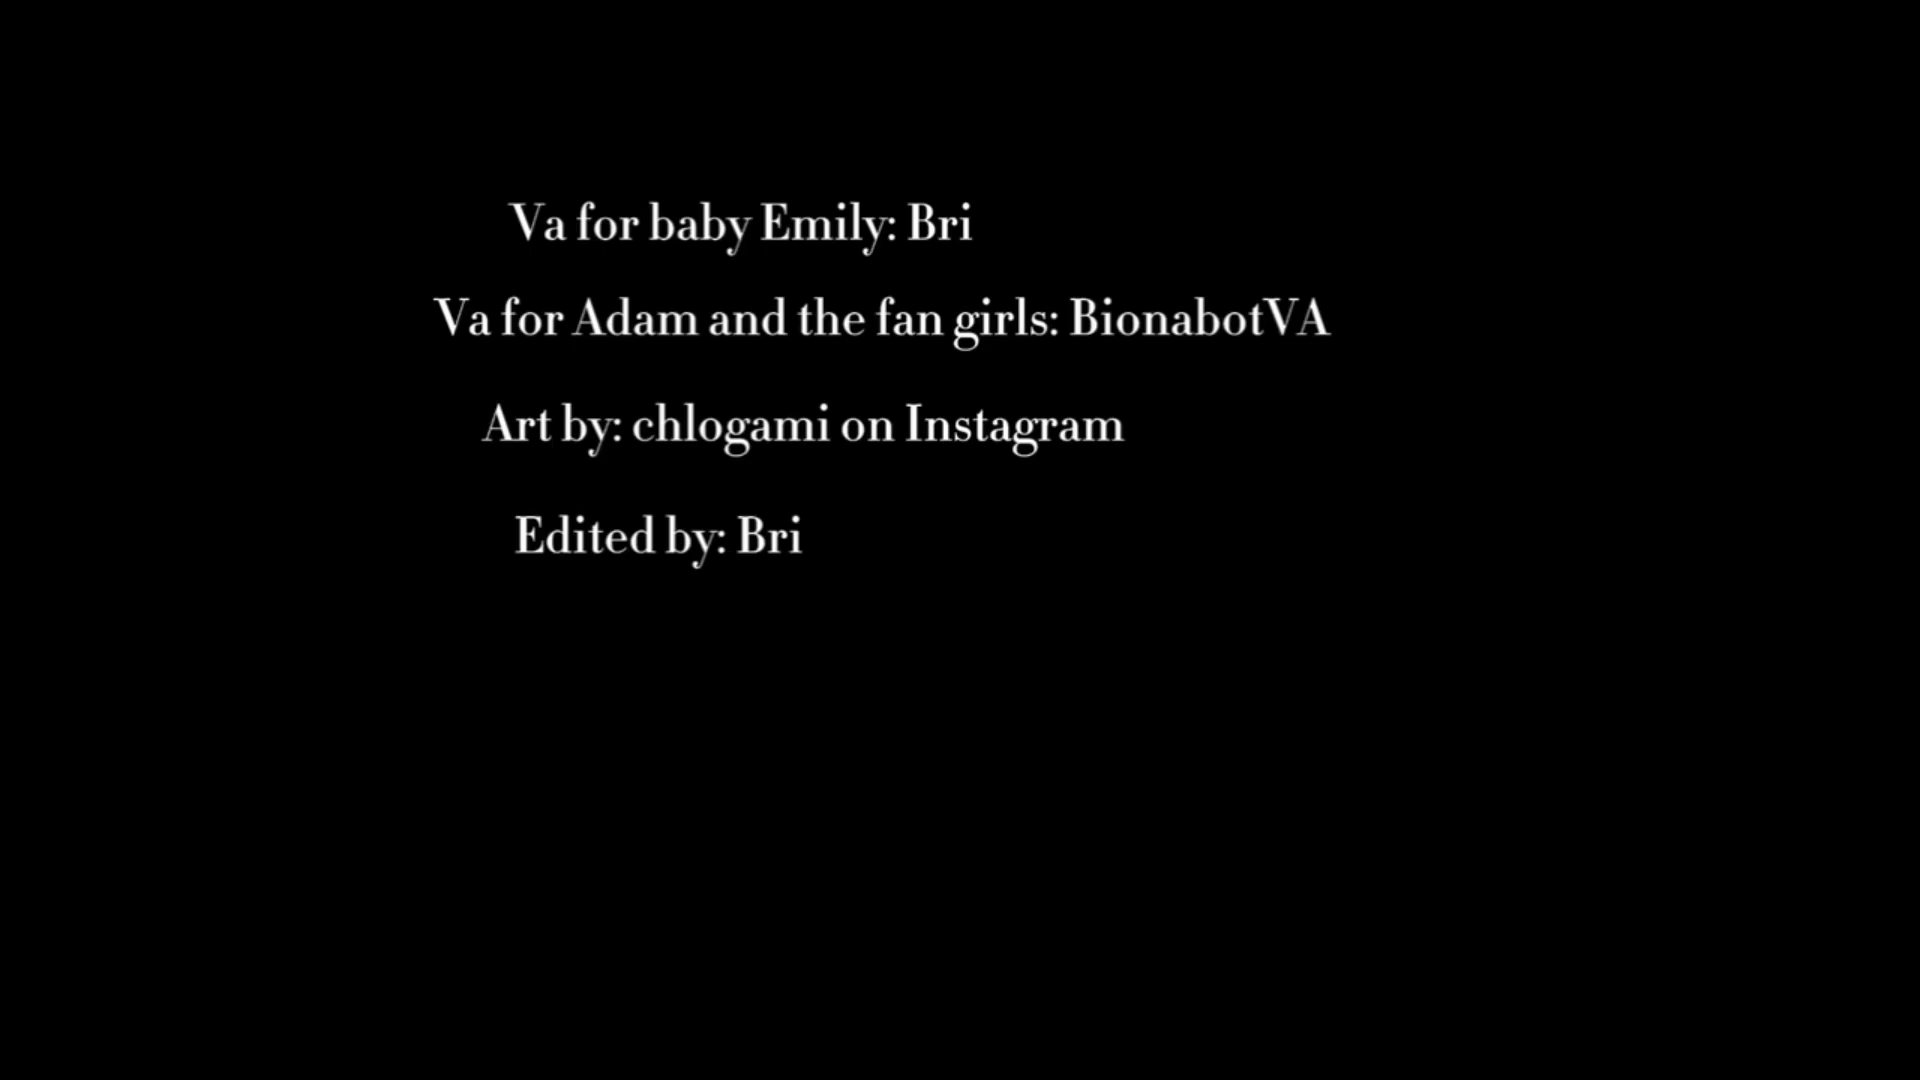 Va for baby Emily: Bri
Va for Adam and the fan girls: BionabotVA
Art by: chlogami on Instagram
Edited by: Bri